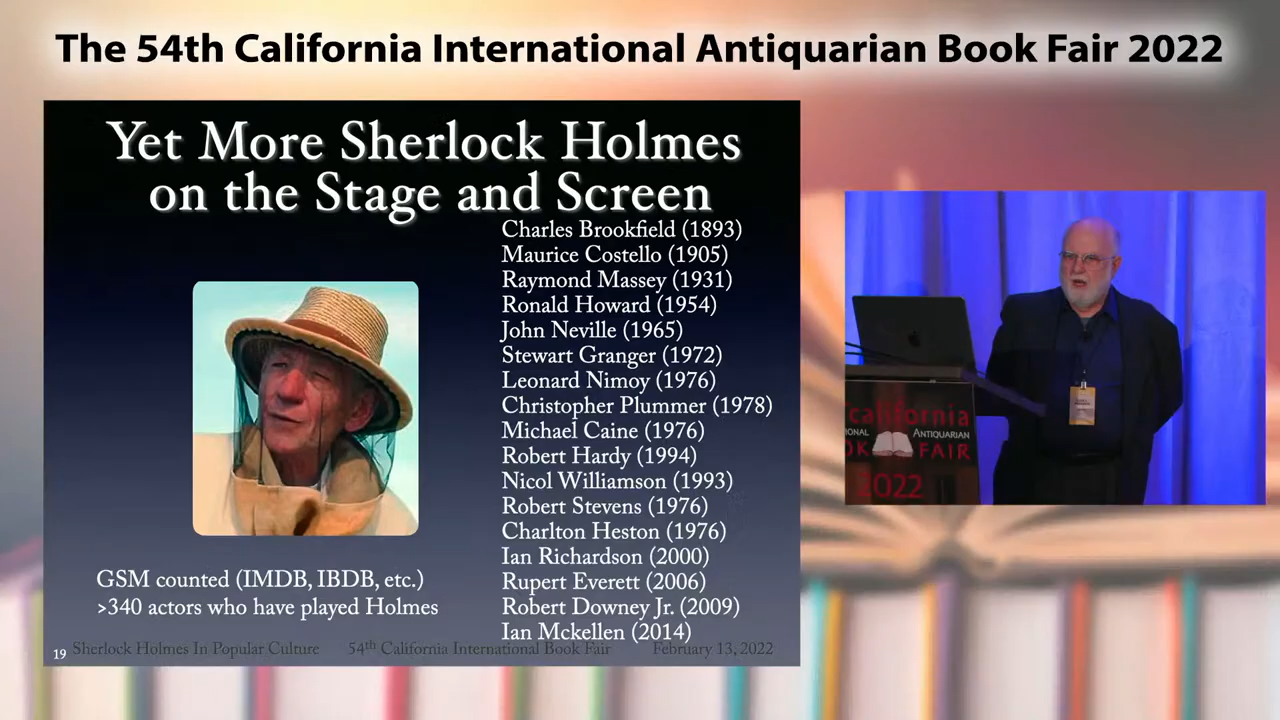 The 54th California International Antiquarian Book Fair 2022
Yet More Sherlock Holmes
on the Stage and Screen
Charles Brookfield (1893)
Maurice Costello (1905)
Raymond Massey (1931)
Ronald Howard (1954)
John Neville (1965)
Stewart Granger (1972)
Leonard Nimoy (1976)
Christopher Plummer (1978)
Michael Caine (1976)
Robert Hardy (1994)
Nicol Williamson (1993)
Robert Stevens (1976)
Charlton Heston (1976)
Ian Richardson (2000)
Rupert Everett (2006)
Robert Downey Jr. (2009)
Ian Mckellen (2014)
GSM counted (IMDB, IBDB, etc.)
>340 actors who have played Holmes
19 Sherlock Holmes In Popular Culture 54th California International Book Fair February 13, 2022
california
IONAL ANTIQUARIAN
OK FAIR
2022